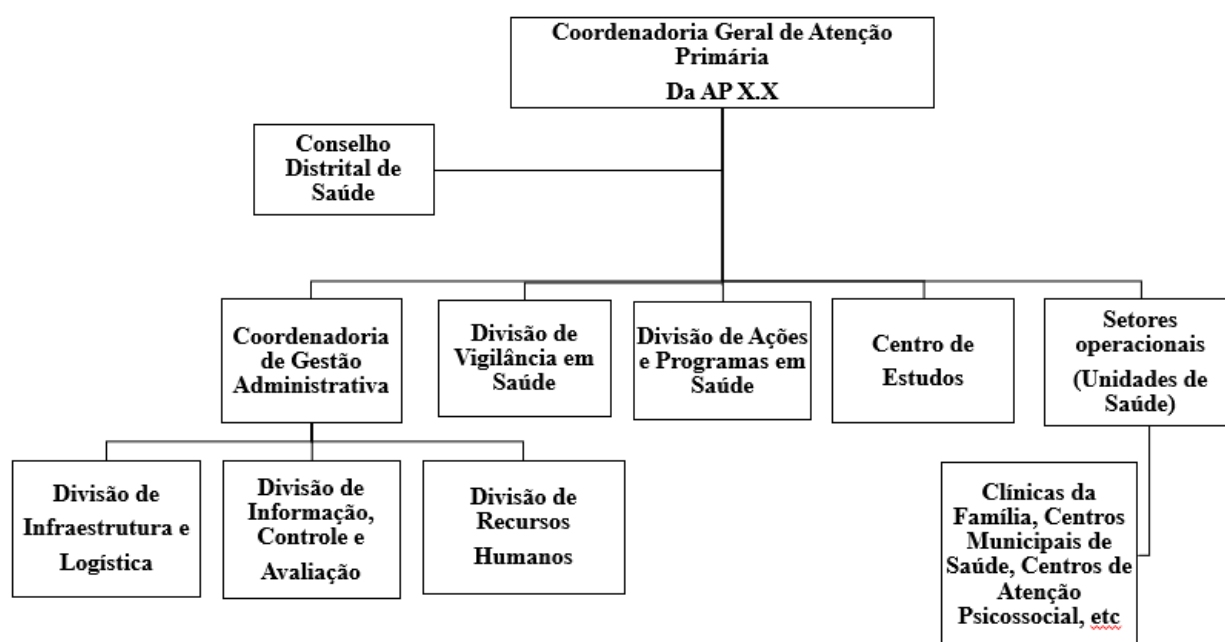 Coordenadoria Geral de Atenção
Primária
Da AP X.X
Conselho
Distrital de
Saúde
Coordenadoria
de Gestão
Administrativa
Divisão de
Vigilância em
Saúde
Divisão de Ações
e Programas em
Saúde
Centro de
Estudos
Setores
operacionais
(Unidades de
Saúde)
Divisão de
Infraestrutura e
Logística
Divisão de
Informação,
Controle e
Avaliação
Divisão de
Recursos
Humanos
Clínicas da
Família, Centros
Municipais de
Saúde, Centros de
Atenção
Psicossocial, etc